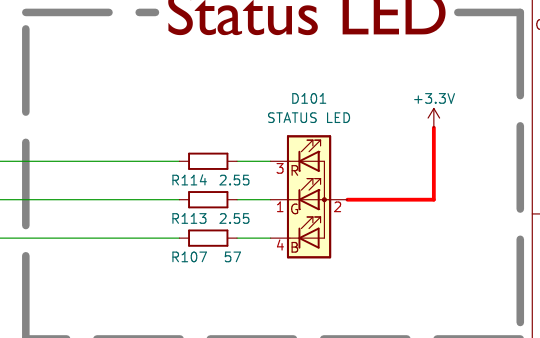 Status LED
D101
STATUS LED
+3.3V
3 R
R114 2.55
1 G 2
R113 2.55
4 B
R107 57